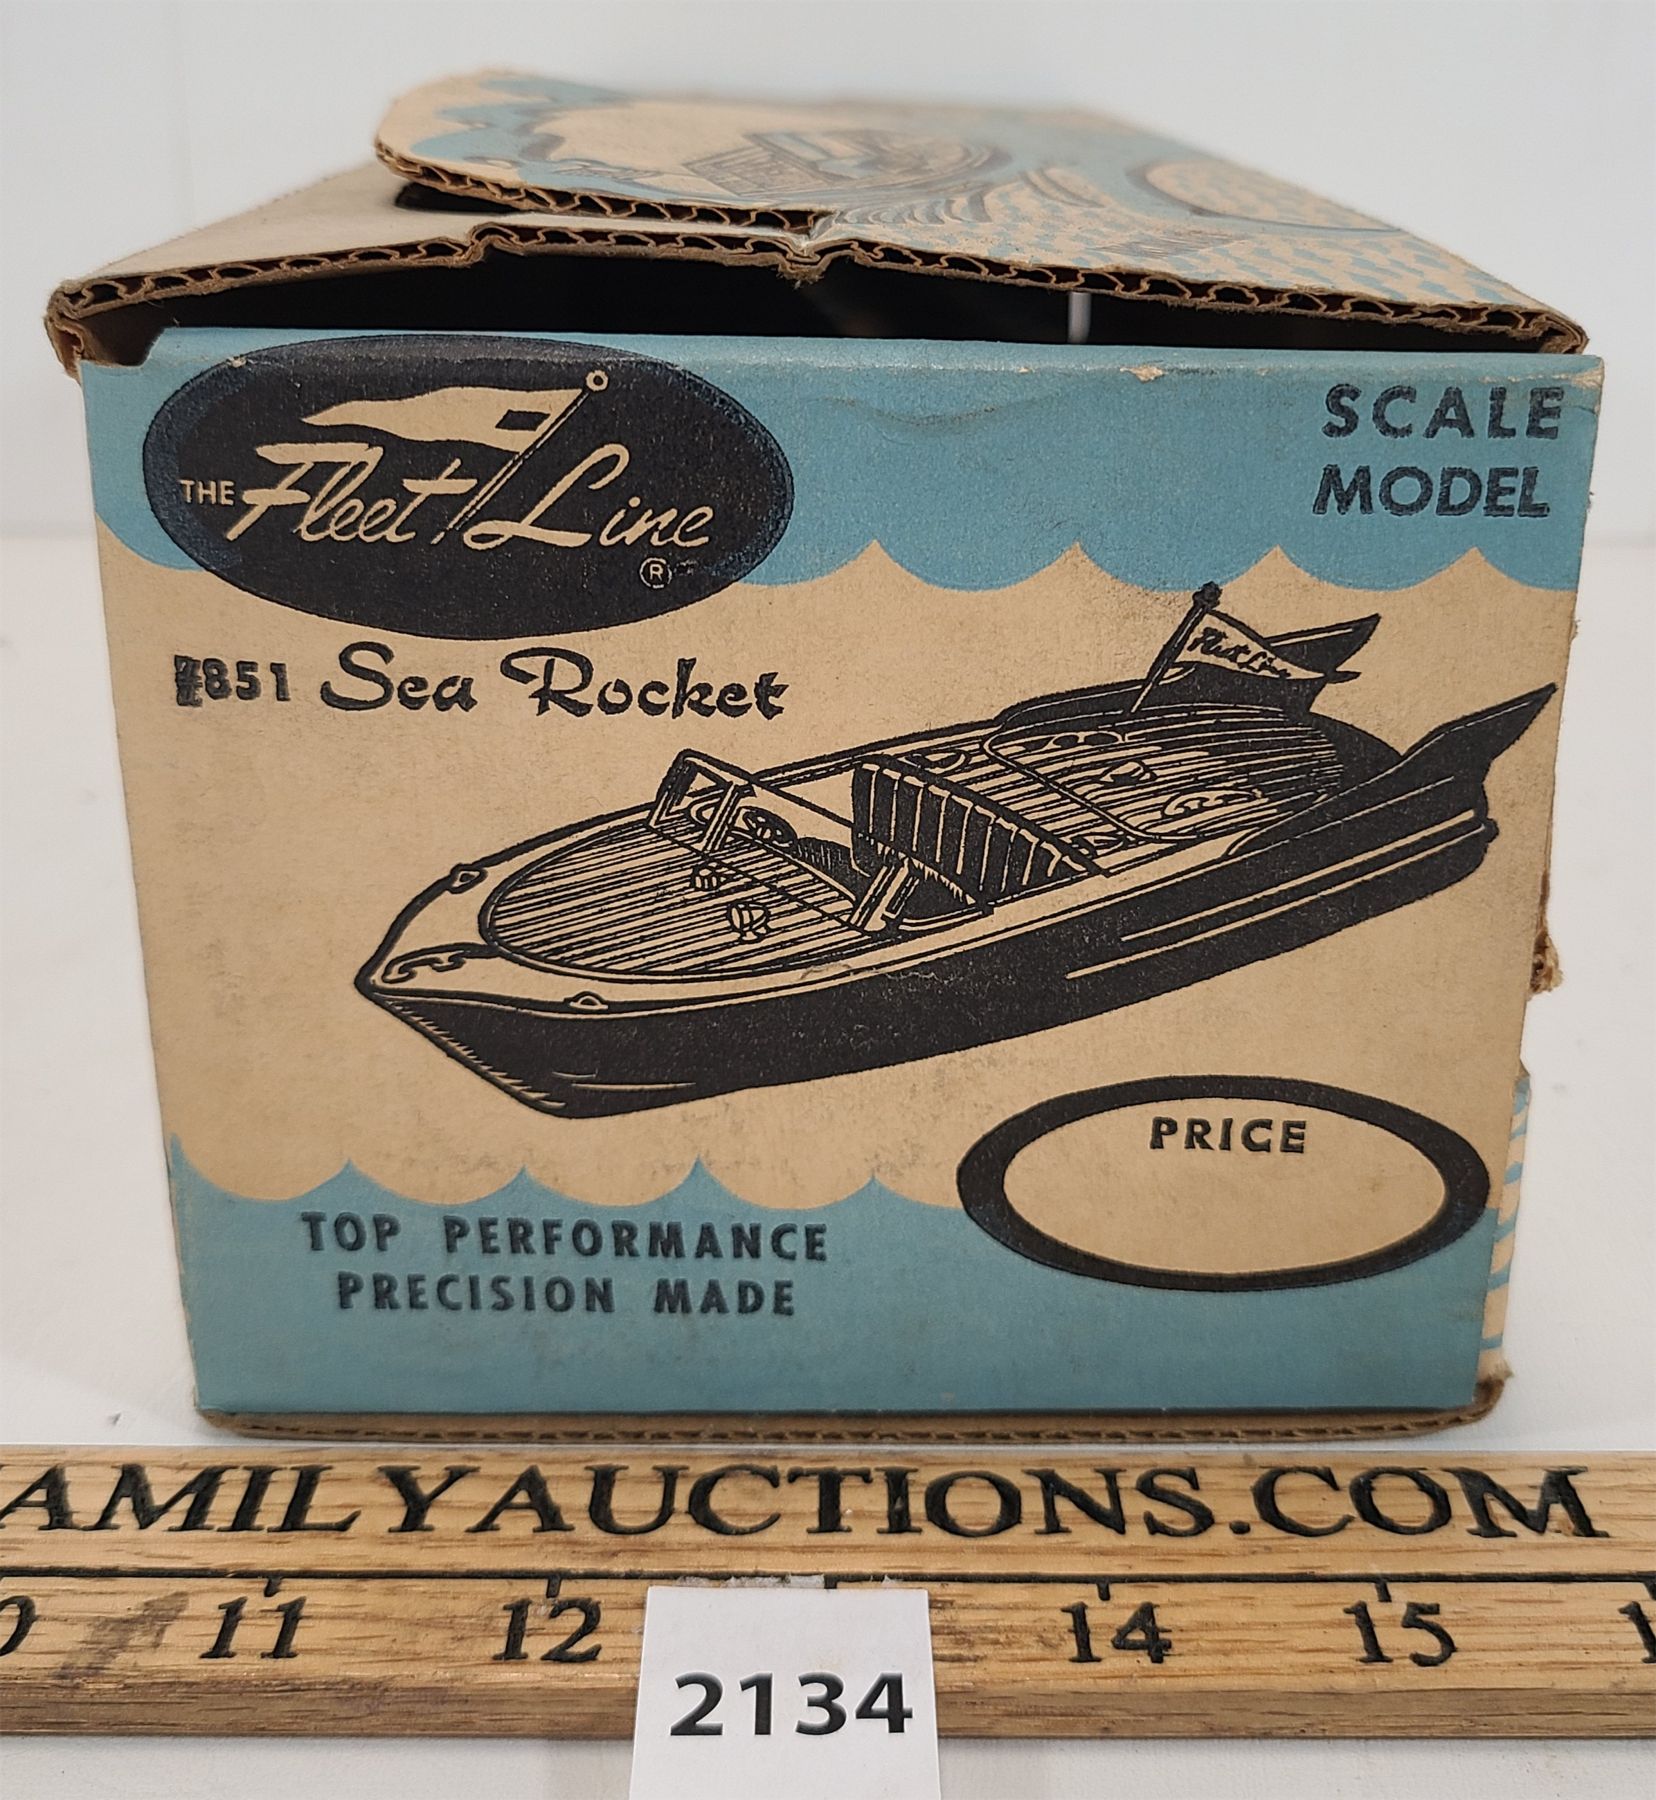 THE Fleet Line ®
SCALE
MODEL
#851 Sea Rocket
Fleet Line
PRICE
TOP PERFORMANCE
PRECISION MADE
AMILYAUCTIONS.COM
11 12 14 15
2134